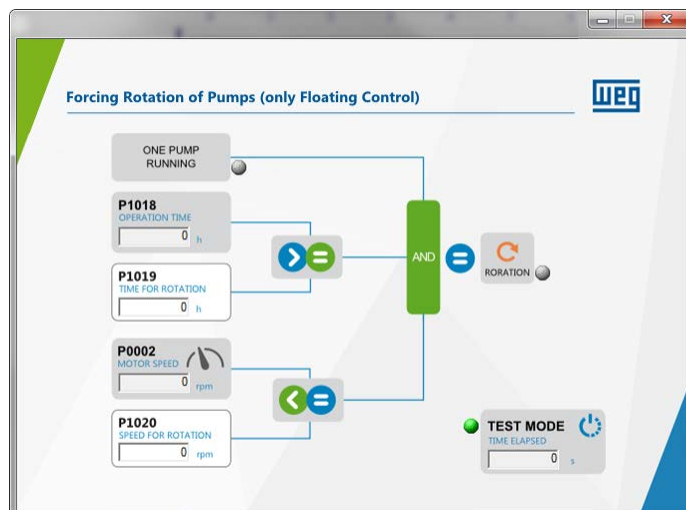 Forcing Rotation of Pumps (only Floating Control)
weg
ONE PUMP
RUNNING
P1018
OPERATION TIME
0 h
P1019
TIME FOR ROTATION
0 h
P0002
MOTOR SPEED
0 rpm
P1020
SPEED FOR ROTATION
0 rpm
> =
< =
AND
=
RORATION
TEST MODE
TIME ELAPSED
0 s